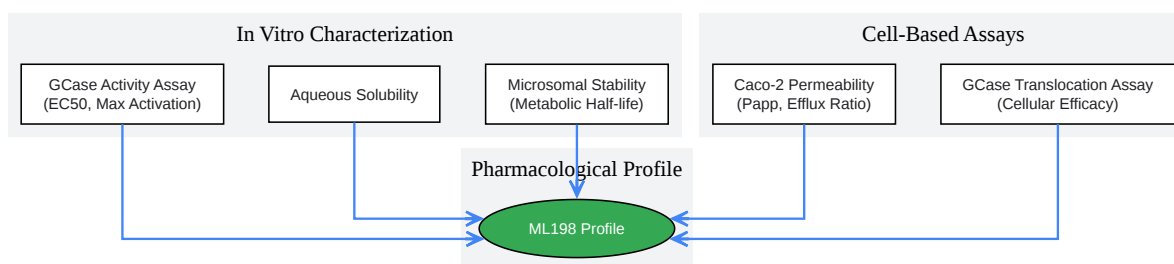 In Vitro Characterization
GCase Activity Assay
(EC50, Max Activation)
Aqueous Solubility
Microsomal Stability
(Metabolic Half-life)
Cell-Based Assays
Caco-2 Permeability
(Papp, Efflux Ratio)
GCase Translocation Assay
(Cellular Efficacy)
Pharmacological Profile
ML198 Profile